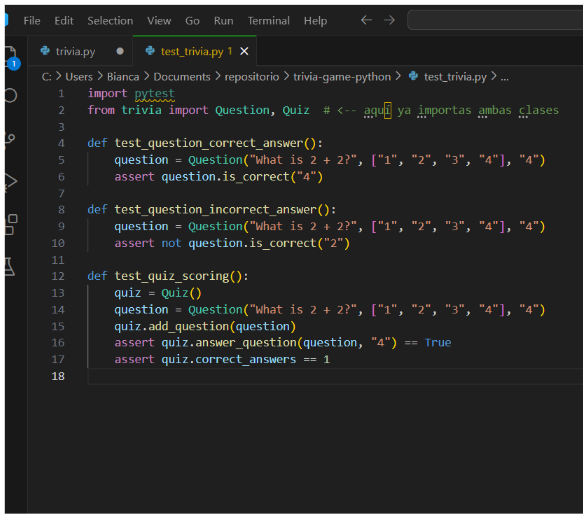 File Edit Selection View Go Run Terminal Help
trivia.py test_trivia.py 1
C: > Users > Bianca > Documents > repositorio > trivia-game-python > test_trivia.py > ...
1
1 import pytest
2 from trivia import Question, Quiz # <-- aquí ya importas ambas clases
3
4 def test_question_correct_answer():
5 question = Question("What is 2 + 2?", ["1", "2", "3", "4"], "4")
6 assert question.is_correct("4")
7
8 def test_question_incorrect_answer():
9 question = Question("What is 2 + 2?", ["1", "2", "3", "4"], "4")
10 assert not question.is_correct("2")
11
12 def test_quiz_scoring():
13 quiz = Quiz()
14 question = Question("What is 2 + 2?", ["1", "2", "3", "4"], "4")
15 quiz.add_question(question)
16 assert quiz.answer_question(question, "4") == True
17 assert quiz.correct_answers == 1
18